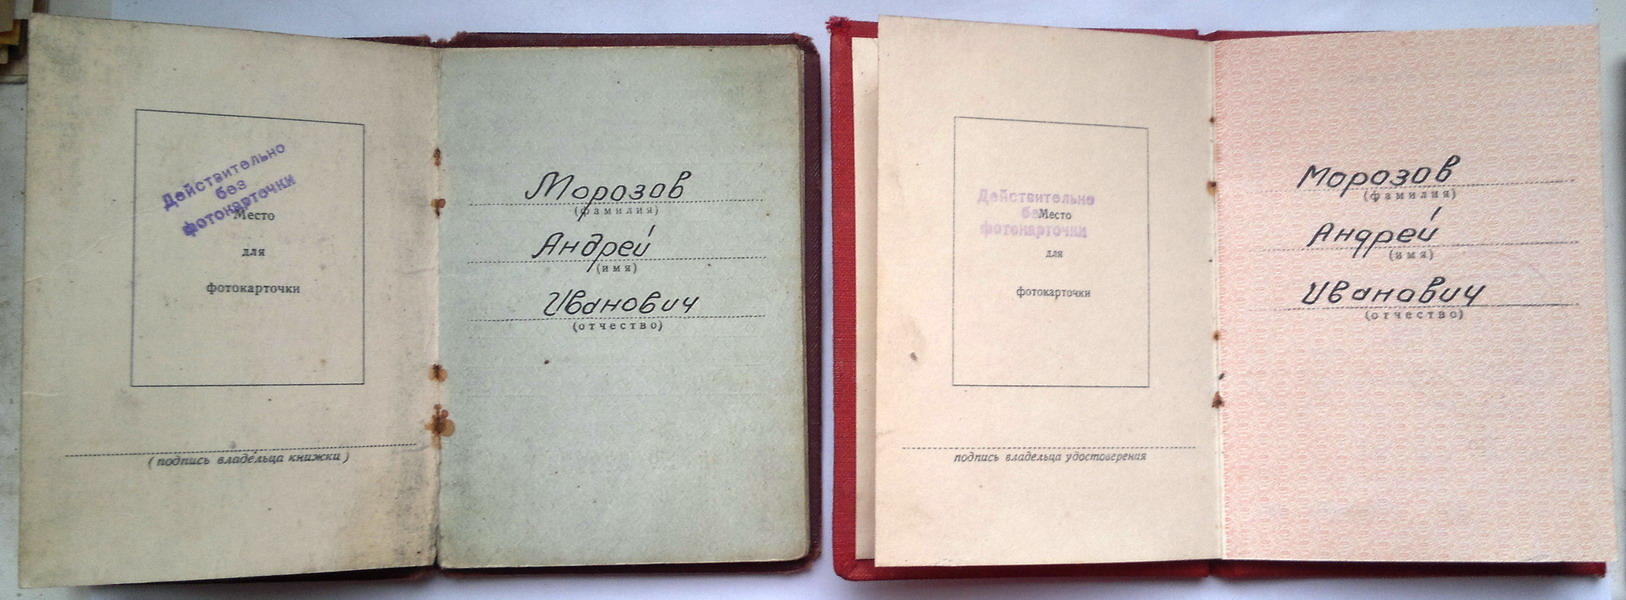 Действительно
без
фотокарточки
Место
для
фотокарточки
(подпись владельца книжки)
Морозов
(фамилия)
Андрей
(имя)
Иванович
(отчество)
Действительно
без
фотокарточки
Место
для
фотокарточки
подпись владельца удостоверения
Морозов
(фамилия)
Андрей
(имя)
Иванович
(отчество)